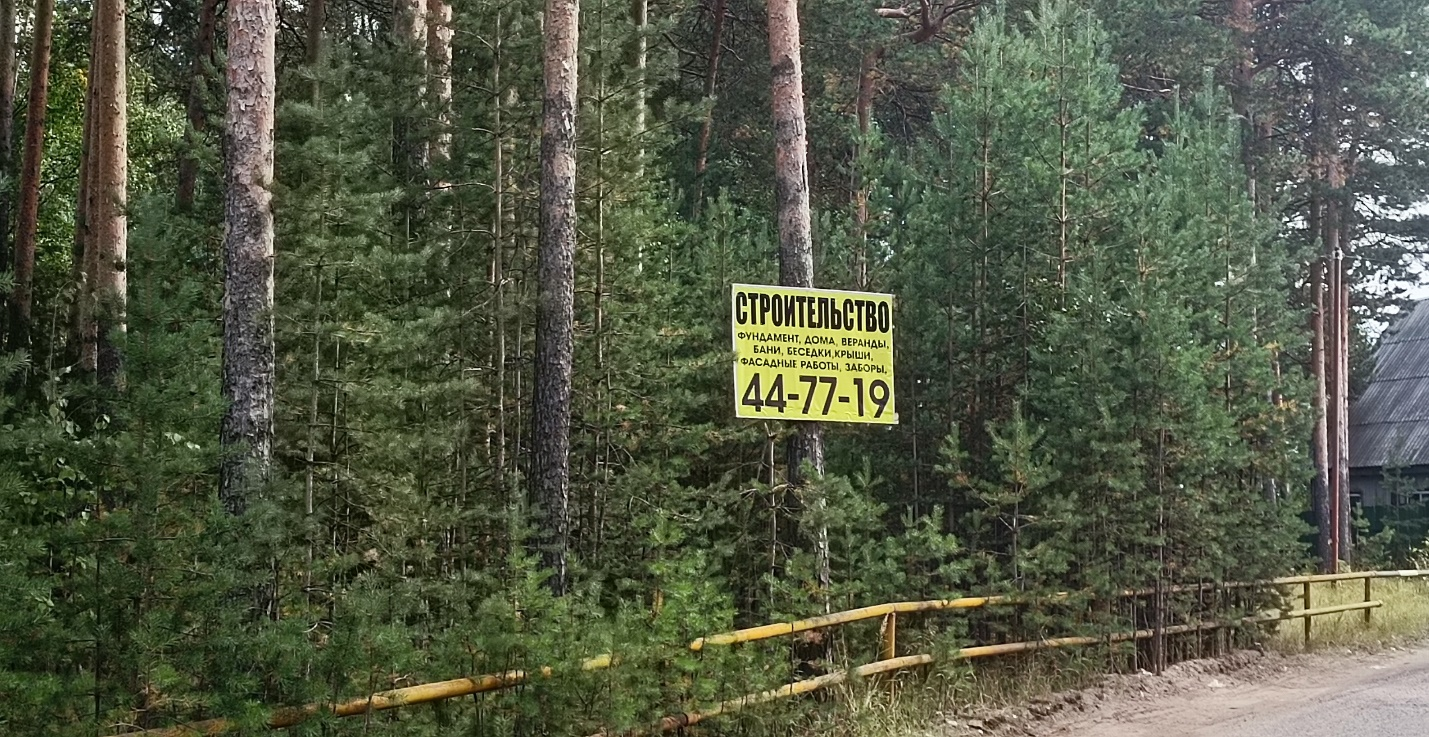 СТРОИТЕЛЬСТВО
ФУНДАМЕНТ, ДОМА, ВЕРАНДЫ,
БАНИ, БЕСЕДКИ,КРЫШИ,
ФАСАДНЫЕ РАБОТЫ, ЗАБОРЫ,
44-77-19